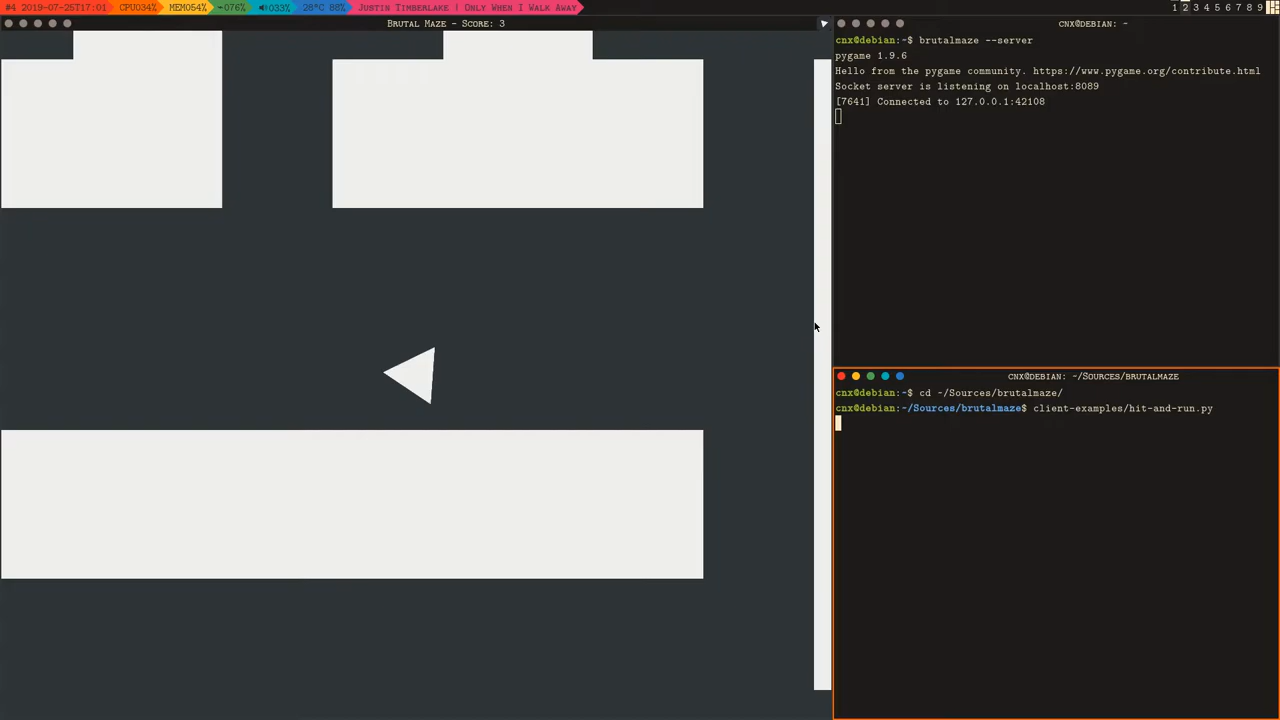 #4 2019-07-25T17:01 CPU034% MEM054% -076% 033% 28°C 88% Justin Timberlake ! Only When I Walk Away 1 2 3 4 5 6 7 8 9
Brutal Maze - Score: 3
cnx@debian: ~
cnx@debian:~$ brutalmaze --server
pygame 1.9.6
Hello from the pygame community. https://www.pygame.org/contribute.html
Socket server is listening on localhost:8089
[7641] Connected to 127.0.0.1:42108
cnx@debian: ~/Sources/brutalmaze
cnx@debian:~$ cd ~/Sources/brutalmaze/
cnx@debian:~/Sources/brutalmaze$ client-examples/hit-and-run.py